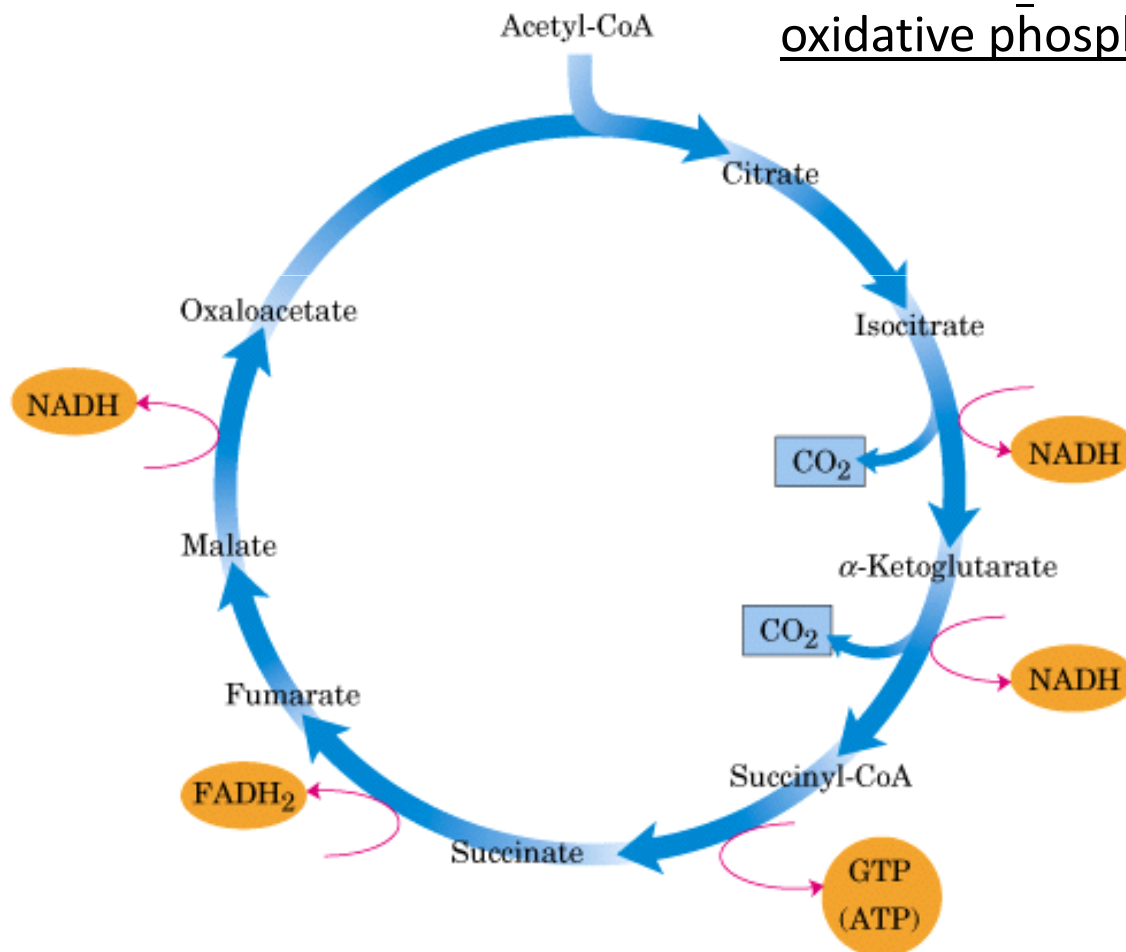 Acetyl-CoA
oxidative
Citrate
Oxaloacetate
Isocitrate
NADH
CO2
NADH
Malate
α-Ketoglutarate
CO2
NADH
Fumarate
Succinyl-CoA
FADH2
Succinate
GTP
(ATP)